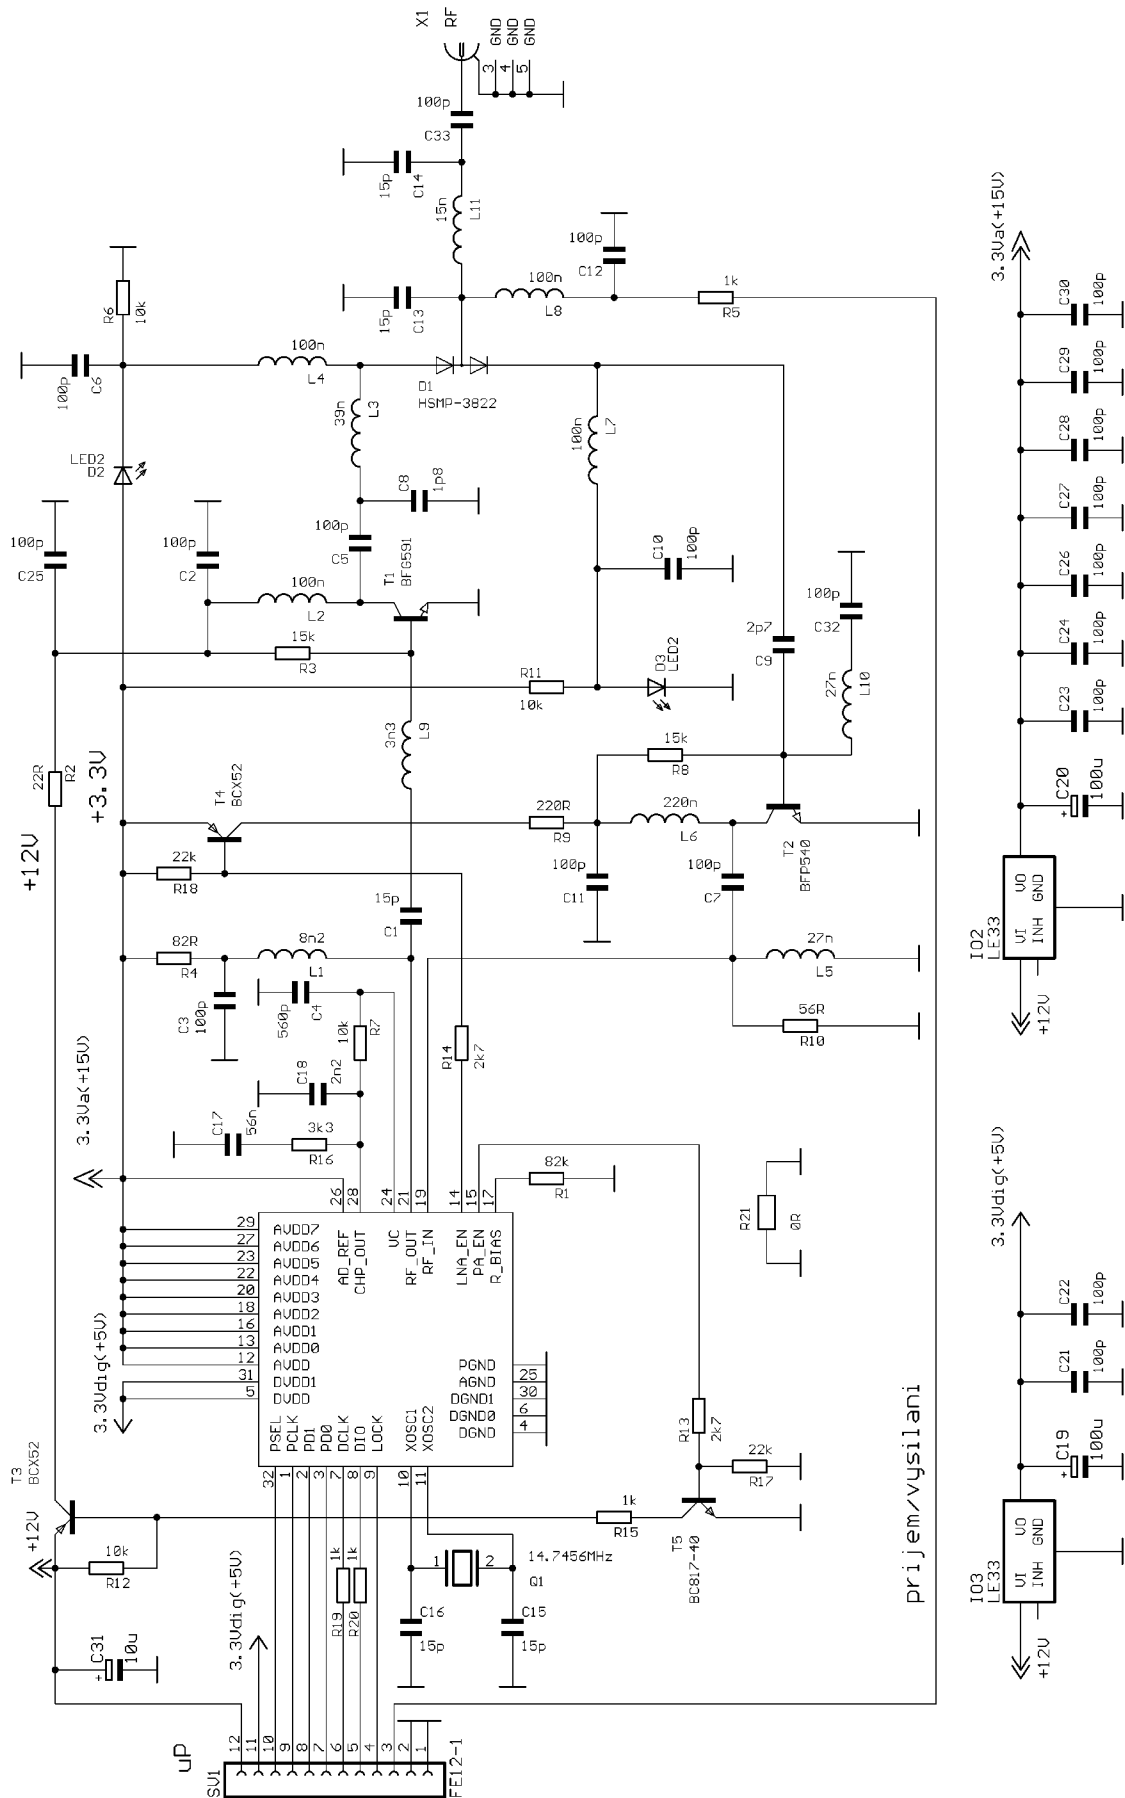 X1
RF
GND
GND
GND
3
4
5
100p
C33
15p
C14
15n
L11
100p
C12
R6
10k
15p
C13
100n
L8
1k
R5
100p
C6
100n
L4
D1
HSMP-3822
39n
L3
100n
L7
LED2
D2
C8
1p8
100p
C25
100p
C2
100p
C5
T1
BFG591
C10
100p
100n
L2
100p
C32
15k
R3
2p7
C9
R11
10k
D3
LED2
27n
L10
3n3
L9
15k
R8
22R
R2
+3.3V
T4
BCX52
220R
R9
220n
L6
T2
BFP540
+12V
22k
R18
100p
C11
100p
C7
15p
C1
82R
R4
8n2
L1
27n
L5
C3
100p
560p
C4
10k
R7
56R
R10
R14
2k7
C18
2n2
3.3Va(+15V)
C17
56n
3k3
R16
82k
R1
R21
0R
26
28
24
21
19
14
15
17
AD_REF
CHP_OUT
VC
RF_OUT
RF_IN
LNA_EN
PA_EN
R_BIAS
29 AVDD7
27 AVDD6
23 AVDD5
22 AVDD4
20 AVDD3
18 AVDD2
16 AVDD1
13 AVDD0
12 AVDD
31 DVDD1
5 DVDD
3.3Vdig(+5V)
PGND
AGND 25
DGND1 30
DGND0 6
DGND 4
PSEL
PCLK
PD1
PD0
DCLK
DIO
LOCK
XOSC1
XOSC2
32
1
2
3
7
8
9
10
11
R13
2k7
22k
R17
T3
BCX52
+12V
10k
R12
1k
R15
T5
BC817-40
1
2
14.7456MHz
Q1
1k
1k
R19
R20
C16
15p
C15
15p
3.3Vdig(+5V)
+
C31
10u
prijem/vysilani
uP
SV1
12
11
10
9
8
7
6
5
4
3
2
1
FE12-1
3.3Va(+15V)
C30
100p
C29
100p
C28
100p
C27
100p
C26
100p
C24
100p
C23
100p
+
C20
100u
IO2
LE33
VI
VO
INH
GND
+12V
3.3Vdig(+5V)
C22
100p
C21
100p
+
C19
100u
IO3
LE33
VI
VO
INH
GND
+12V